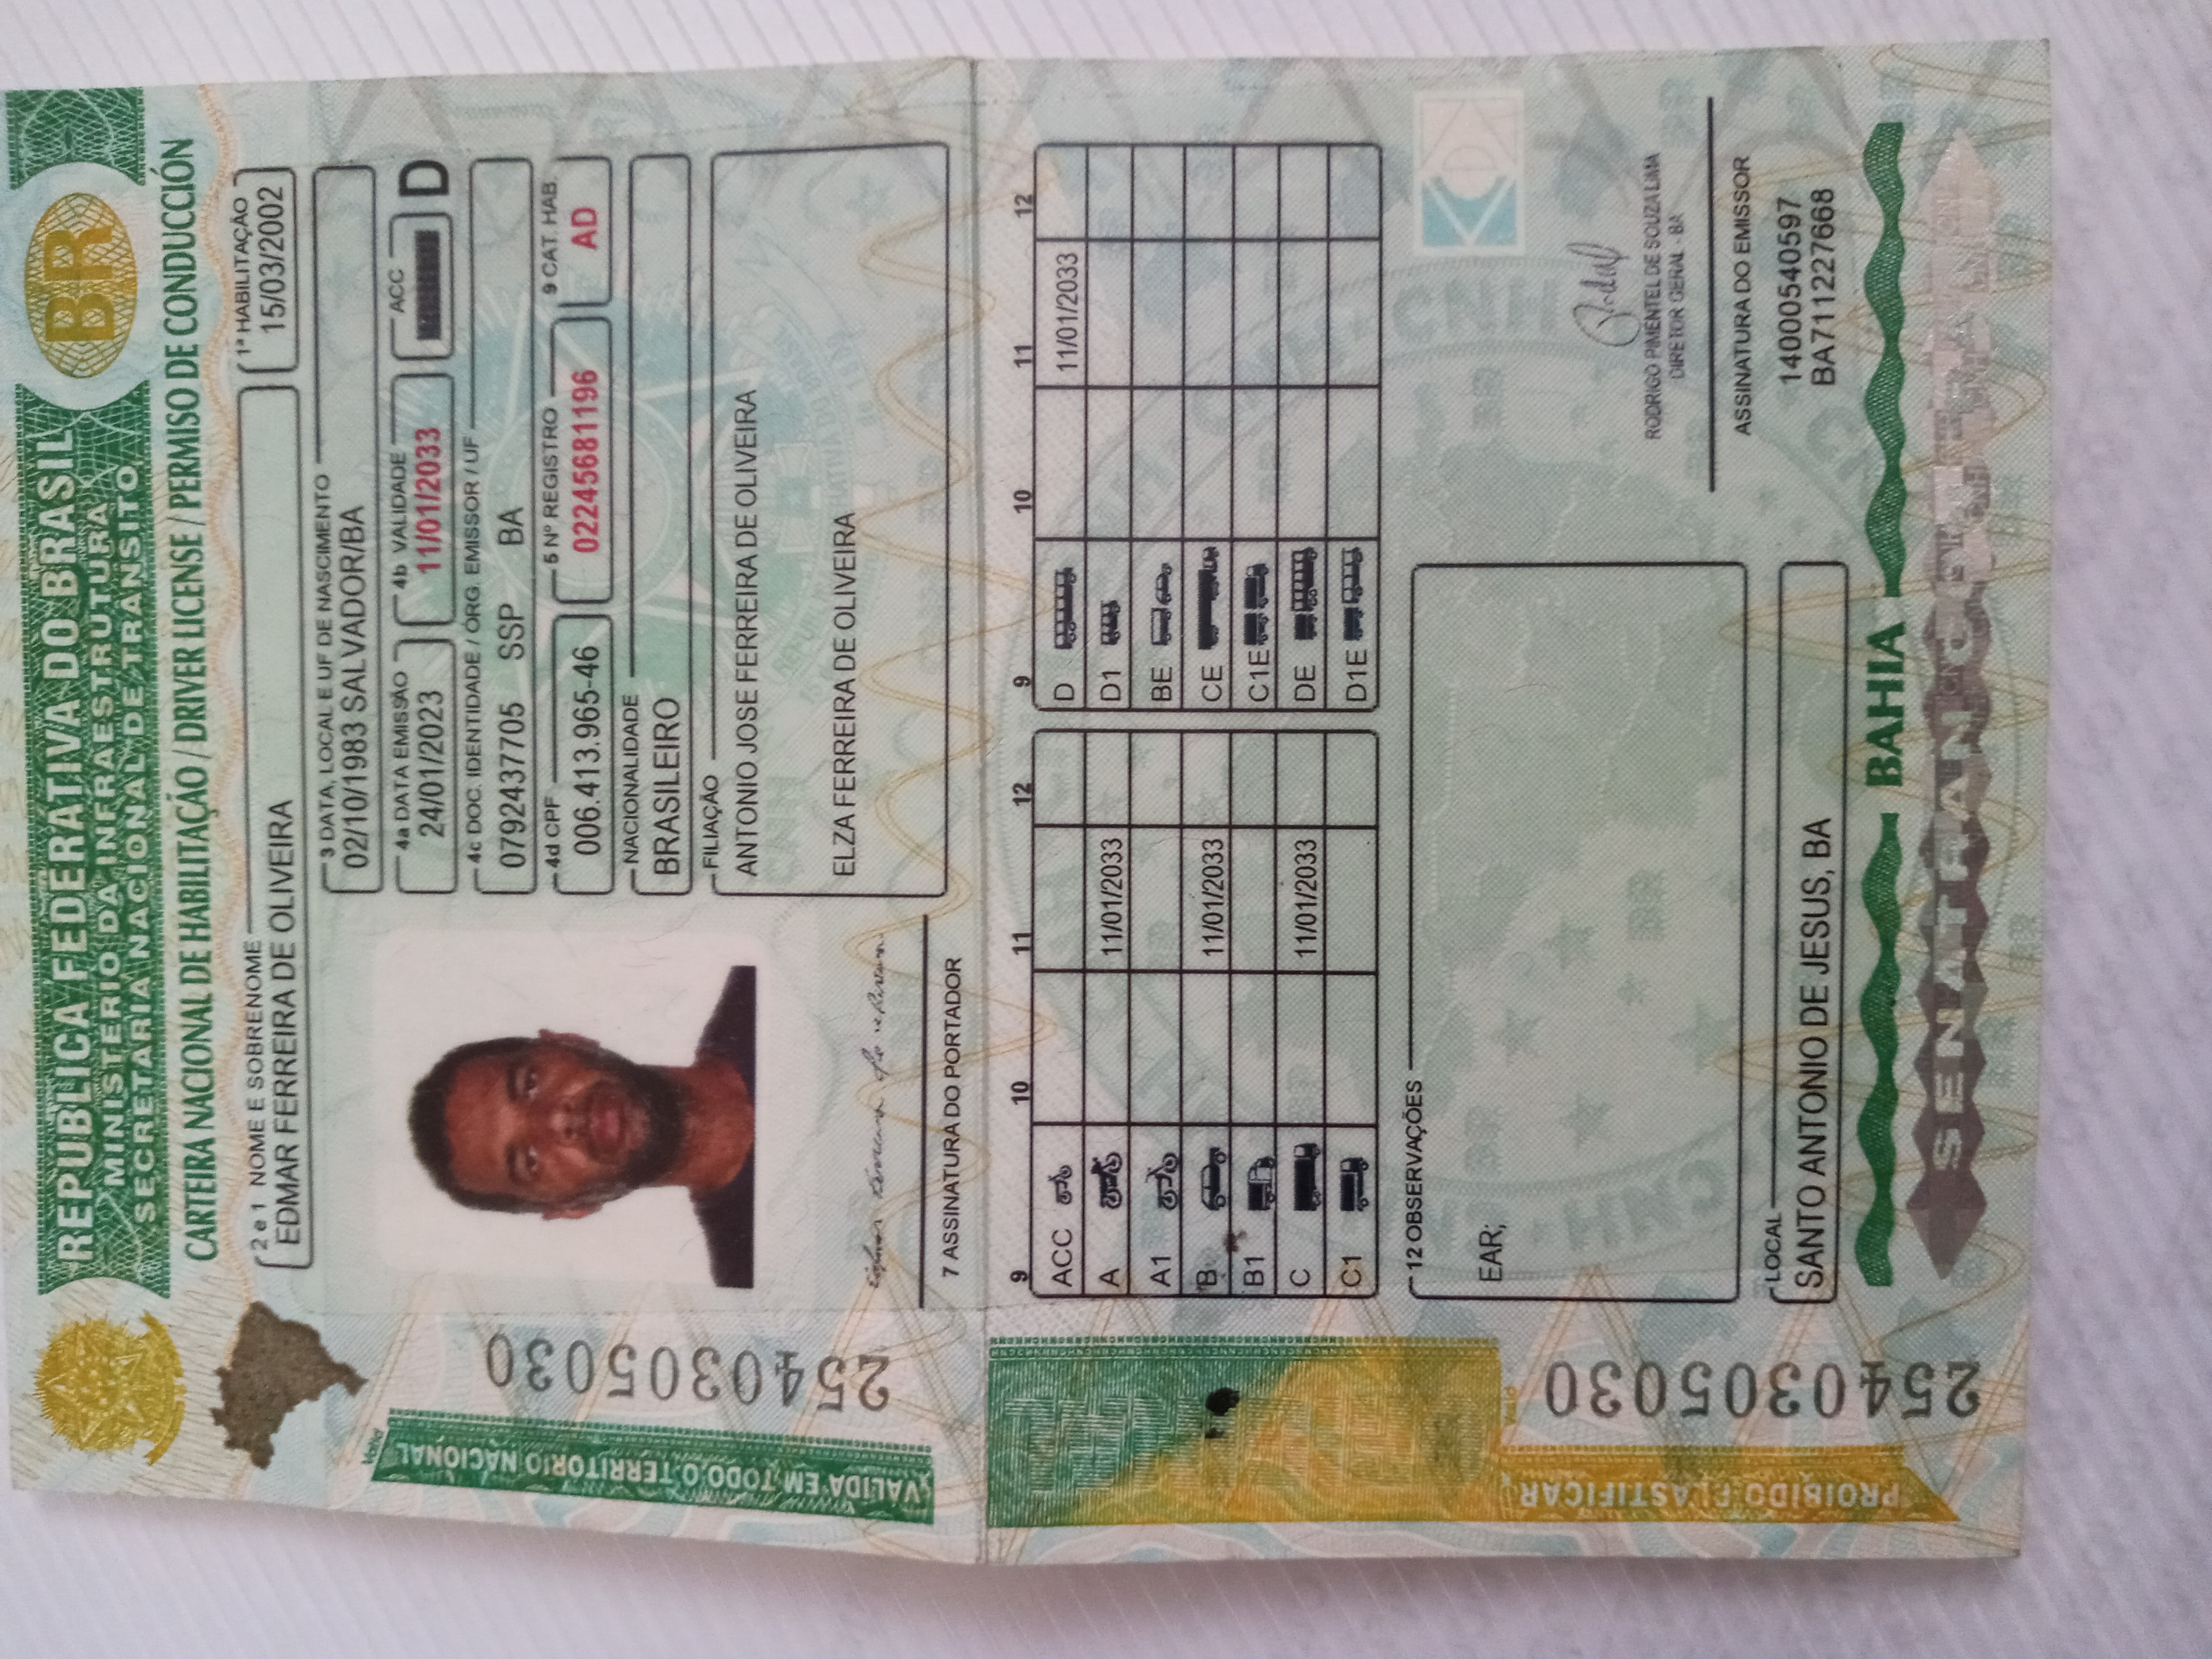 REPÚBLICA FEDERATIVA DO BRASIL
MINISTÉRIO DA INFRAESTRUTURA
SECRETARIA NACIONAL DE TRÂNSITO
BR
CARTEIRA NACIONAL DE HABILITAÇÃO / DRIVER LICENSE / PERMISO DE CONDUCCIÓN
2 e 1 NOME E SOBRENOME
EDMAR FERREIRA DE OLIVEIRA
1ª HABILITAÇÃO
15/03/2002
3 DATA, LOCAL E UF DE NASCIMENTO
02/10/1983 SALVADOR/BA
4a DATA EMISSÃO
24/01/2023
4b VALIDADE
11/01/2033
ACC
D
4c DOC. IDENTIDADE / ÓRG. EMISSOR / UF
0792437705 SSP BA
4d CPF
006.413.965-46
5 Nº REGISTRO
02245681196
9 CAT. HAB.
AD
NACIONALIDADE
BRASILEIRO
FILIAÇÃO
ANTONIO JOSE FERREIRA DE OLIVEIRA
ELZA FERREIRA DE OLIVEIRA
Edmar Ferreira de oliveira
7 ASSINATURA DO PORTADOR
Valid
VÁLIDA EM TODO O TERRITÓRIO NACIONAL
2540305030
9 10 11 12
ACC
A 11/01/2033
A1
B 11/01/2033
B1
C 11/01/2033
C1
9 10 11 12
D 11/01/2033
D1
BE
CE
C1E
DE
D1E
12 OBSERVAÇÕES
EAR;
RODRIGO PIMENTEL DE SOUZA LIMA
DIRETOR GERAL - BA
ASSINATURA DO EMISSOR
14000540597
BA711227668
LOCAL
SANTO ANTONIO DE JESUS, BA
Valid
PROIBIDO PLASTIFICAR
2540305030
BAHIA
SENATRAN